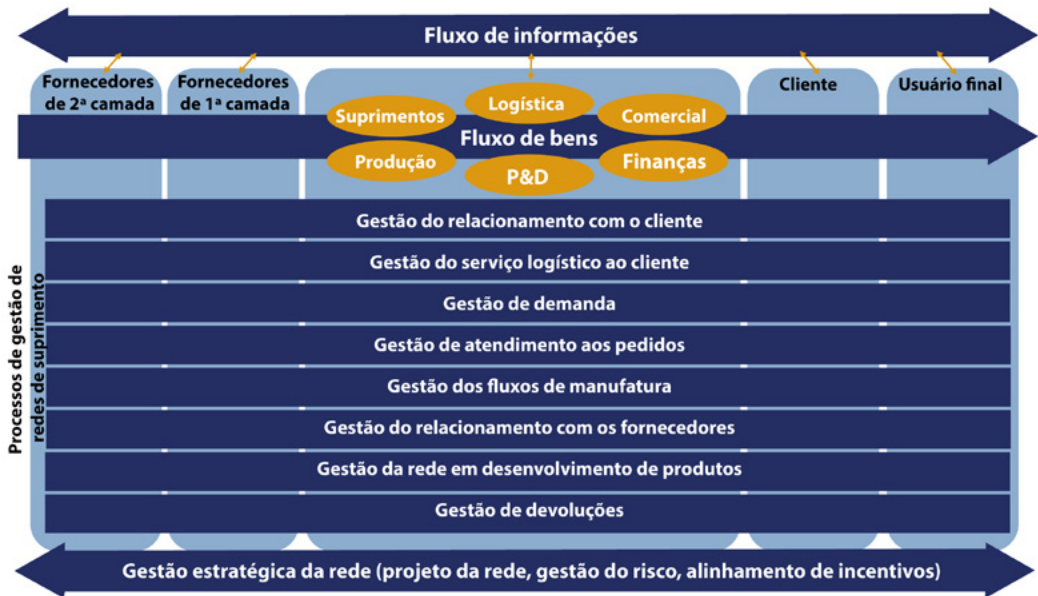 Fluxo de informações
Fornecedores
de 2ª camada
Fornecedores
de 1ª camada
Cliente
Usuário final
Suprimentos
Logística
Comercial
Fluxo de bens
Produção
P&D
Finanças
Processos de gestão de
redes de suprimento
Gestão do relacionamento com o cliente
Gestão do serviço logístico ao cliente
Gestão de demanda
Gestão de atendimento aos pedidos
Gestão dos fluxos de manufatura
Gestão do relacionamento com os fornecedores
Gestão da rede em desenvolvimento de produtos
Gestão de devoluções
Gestão estratégica da rede (projeto da rede, gestão do risco, alinhamento de incentivos)